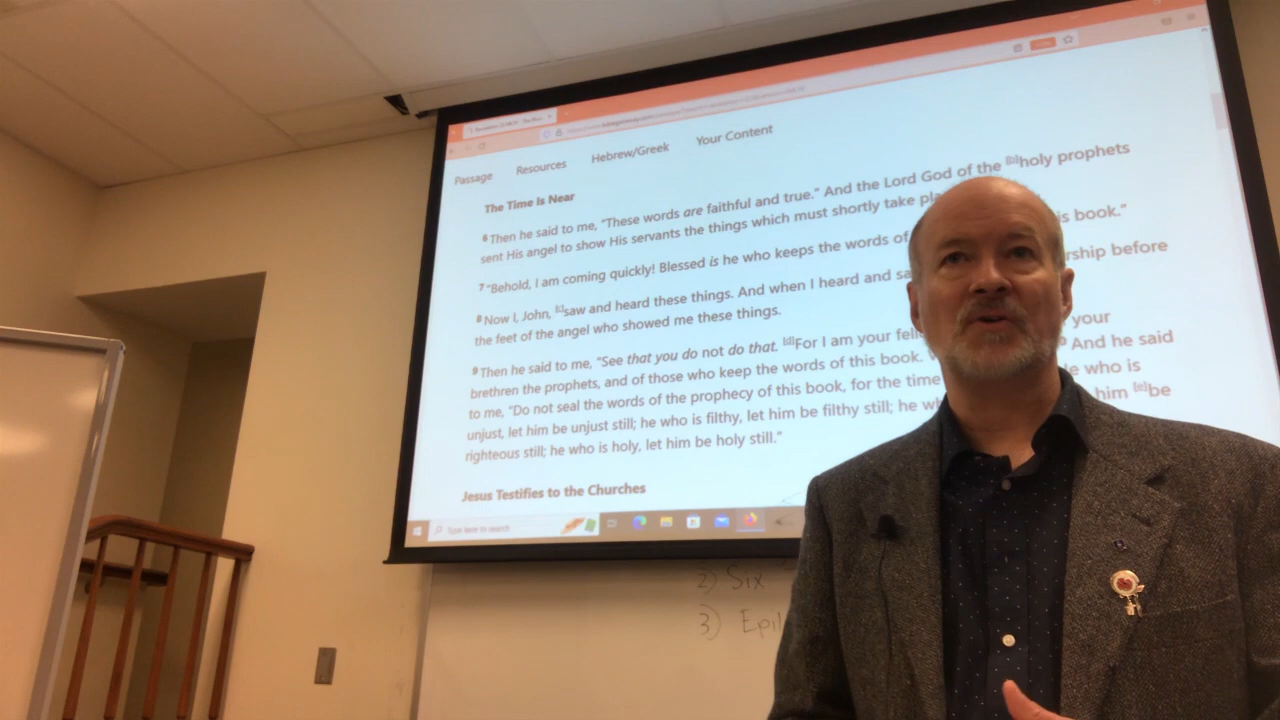 Passage Resources Hebrew/Greek Your Content
The Time Is Near
6 Then he said to me, "These words are faithful and true." And the Lord God of the [b]holy prophets
sent His angel to show His servants the things which must shortly take
7 "Behold, I am coming quickly! Blessed is he who keeps the words of is book."
8 Now I, John, [c]saw and heard these things. And when I heard and before
the feet of the angel who showed me these things.
9 Then he said to me, "See that you do not do that. [d]For I am your your
brethren the prophets, and of those who keep the words of this book. And he said
to me, "Do not seal the words of the prophecy of this book, for the time who is
unjust, let him be unjust still; he who is filthy, let him be filthy still; he him [e]be
righteous still; he who is holy, let him be holy still."
Jesus Testifies to the Churches
Type here to search
2) Six
3) Epil